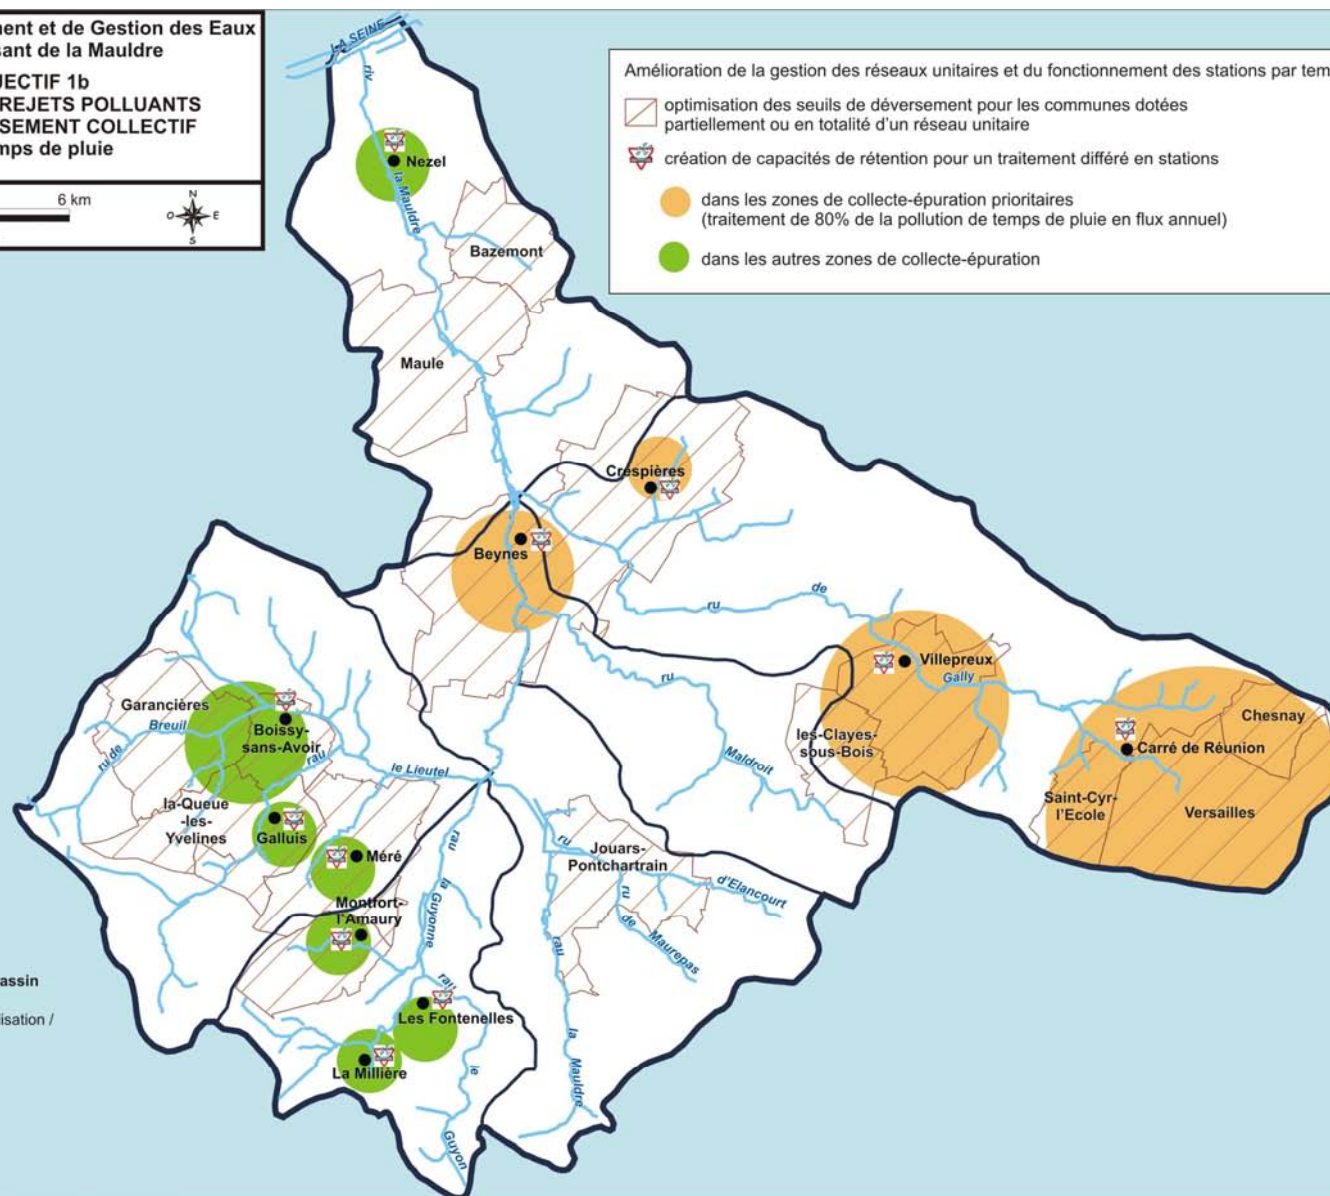 ment et de Gestion des Eaux
sant de la Mauldre
JECTIF 1b
REJETS POLLUANTS
SEMENT COLLECTIF
mps de pluie
6 km
N
O
E
S
Amélioration de la gestion des réseaux unitaires et du fonctionnement des stations par tem
optimisation des seuils de déversement pour les communes dotées
partiellement ou en totalité d'un réseau unitaire
création de capacités de rétention pour un traitement différé en stations
dans les zones de collecte-épuration prioritaires
(traitement de 80% de la pollution de temps de pluie en flux annuel)
dans les autres zones de collecte-épuration
LA SEINE
riv
la Mauldre
Nezel
Bazemont
Maule
Crespières
Beynes
ru
de
Gally
Villepreux
les-Clayes-
sous-Bois
Chesnay
Carré de Réunion
Saint-Cyr-
l'Ecole
Versailles
ru
Maldroit
Garancières
Breuil
ru de
Boissy-
sans-Avoir
rau
le Lieutel
la-Queue
-les-
Yvelines
Galluis
Méré
Montfort-
l'Amaury
rau
la Guyonne
Jouars-
Pontchartrain
ru
d'Elancourt
ru
de
Maurepas
rau
la
Mauldre
rau
Les Fontenelles
La Millière
le
Guyon
assin
isation /